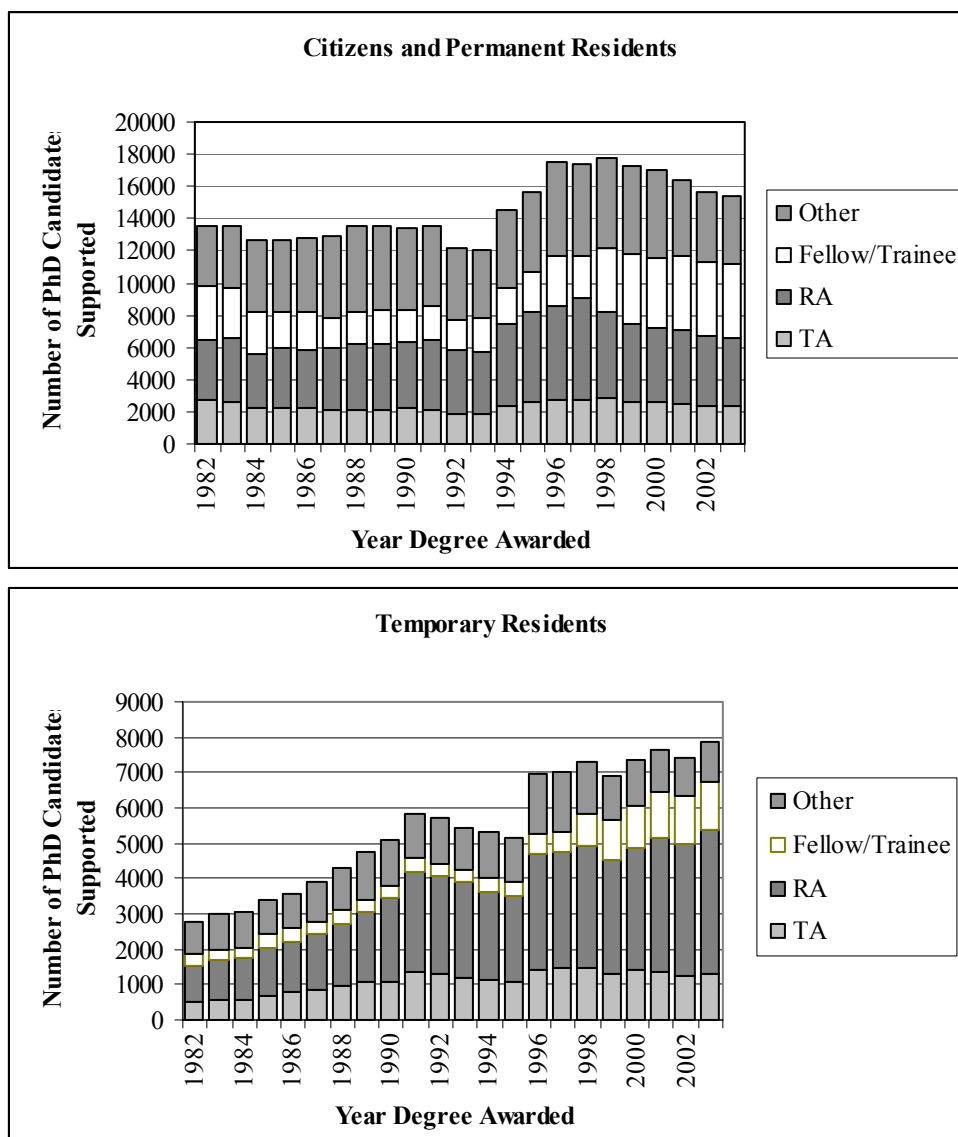 Citizens and Permanent Residents
20000
18000
16000
14000
12000
10000
8000
6000
4000
2000
0
Number of PhD Candidates
Supported
1982
1984
1986
1988
1990
1992
1994
1996
1998
2000
2002
Year Degree Awarded
Other
Fellow/Trainee
RA
TA
Temporary Residents
9000
8000
7000
6000
5000
4000
3000
2000
1000
0
Number of PhD Candidates
Supported
1982
1984
1986
1988
1990
1992
1994
1996
1998
2000
2002
Year Degree Awarded
Other
Fellow/Trainee
RA
TA